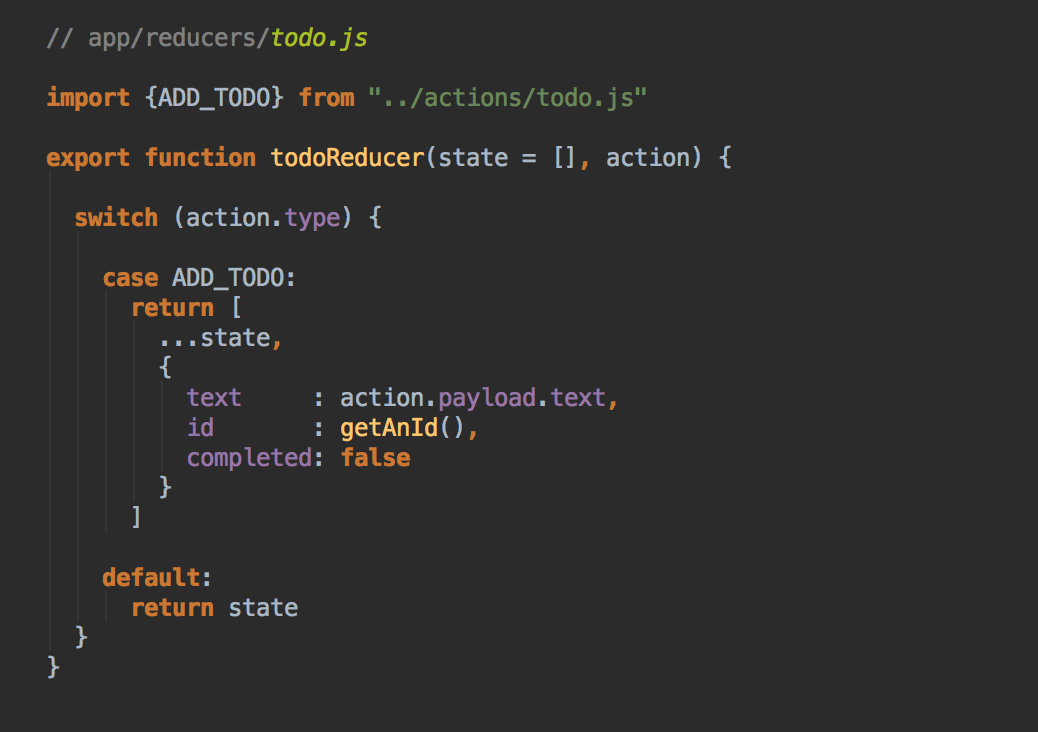 // app/reducers/todo.js
import {ADD_TODO} from "../actions/todo.js"
export function todoReducer(state = [], action) {
switch (action.type) {
case ADD_TODO:
return [
...state,
{
text     : action.payload.text,
id       : getAnId(),
completed: false
}
]
default:
return state
}
}